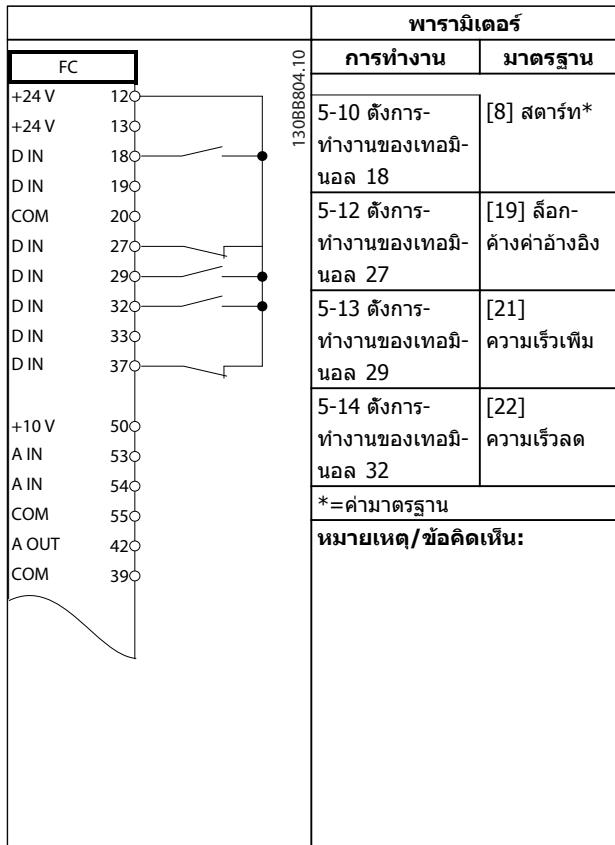 พารามิเตอร์
FC
การทำงาน มาตรฐาน
130BB804.10
+24 V 12
+24 V 13
D IN 18
D IN 19
COM 20
D IN 27
D IN 29
D IN 32
D IN 33
D IN 37
+10 V 50
A IN 53
A IN 54
COM 55
A OUT 42
COM 39
5-10 ตั้งการ- [8] สตาร์ท*
ทำงานของเทอมิ-
นอล 18
5-12 ตั้งการ- [19] ล็อก-
ทำงานของเทอมิ- ค้างค่าอ้างอิง
นอล 27
5-13 ตั้งการ- [21]
ทำงานของเทอมิ- ความเร็วเพิ่ม
นอล 29
5-14 ตั้งการ- [22]
ทำงานของเทอมิ- ความเร็วลด
นอล 32
*=ค่ามาตรฐาน
หมายเหตุ/ข้อคิดเห็น: